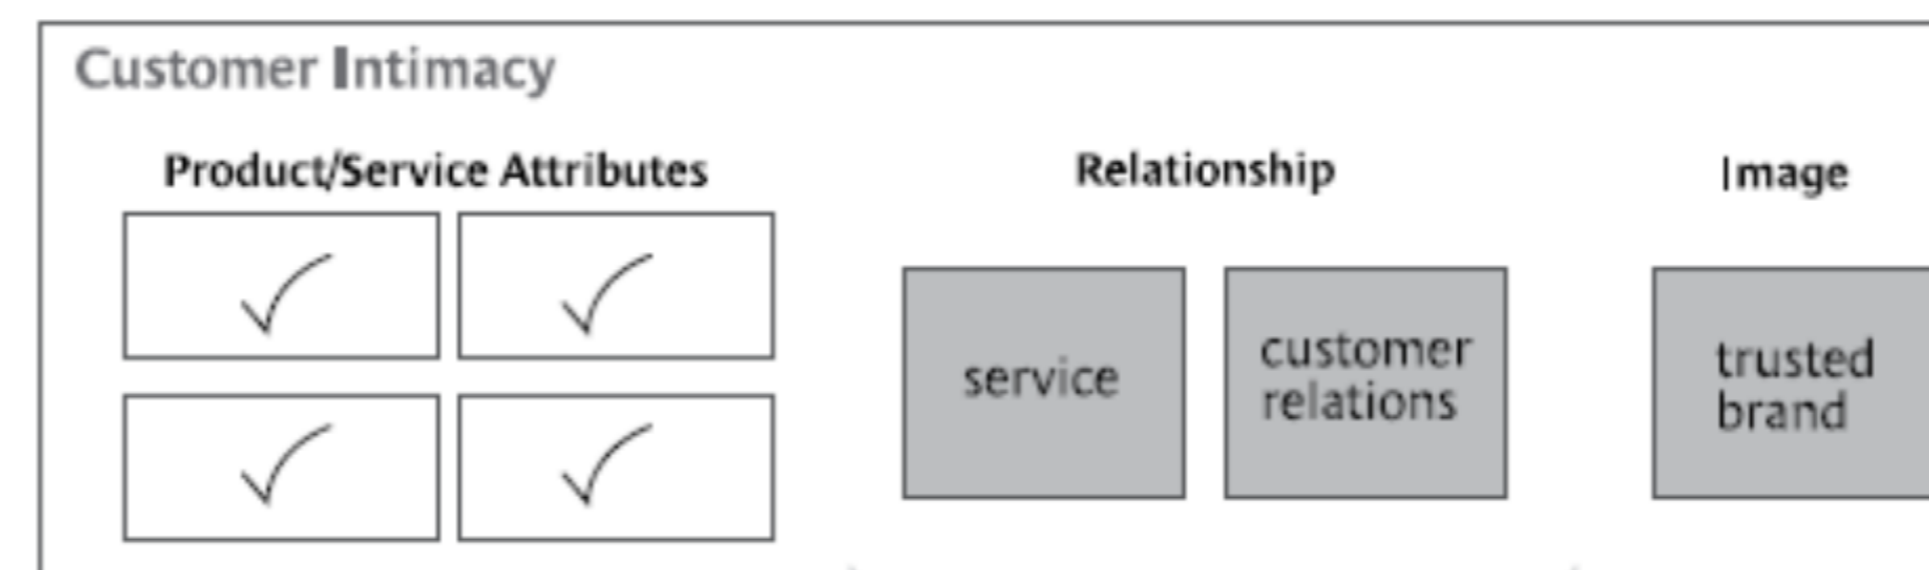 Customer Intimacy
Product/Service Attributes
Relationship
Image
service
customer
relations
trusted
brand